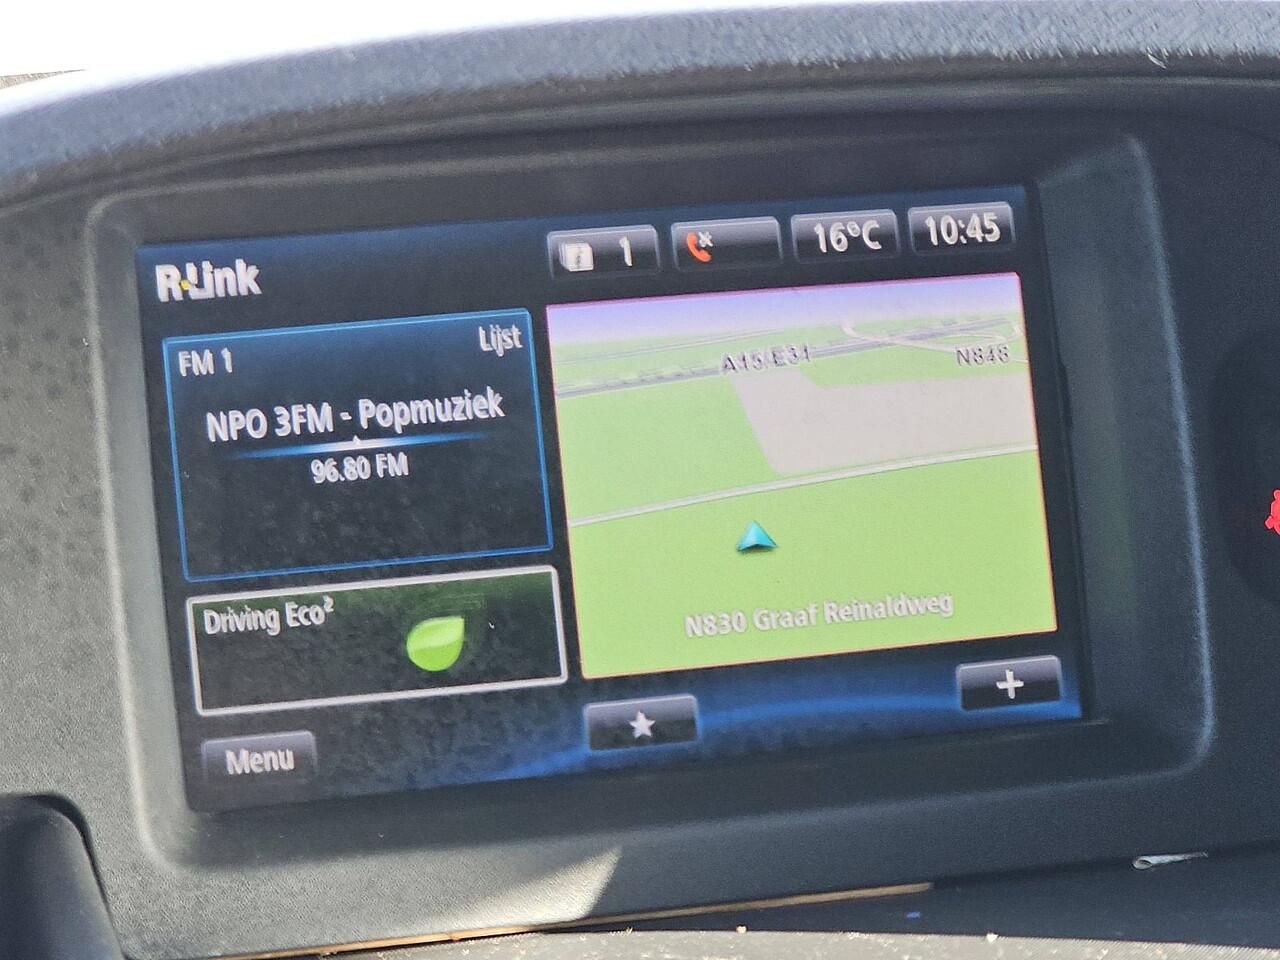 R-Link
1
16°C
10:45
FM 1
Lijst
NPO 3FM - Popmuziek
96.80 FM
A15/E31
N848
N830 Graaf Reinaldweg
Driving Eco²
Menu